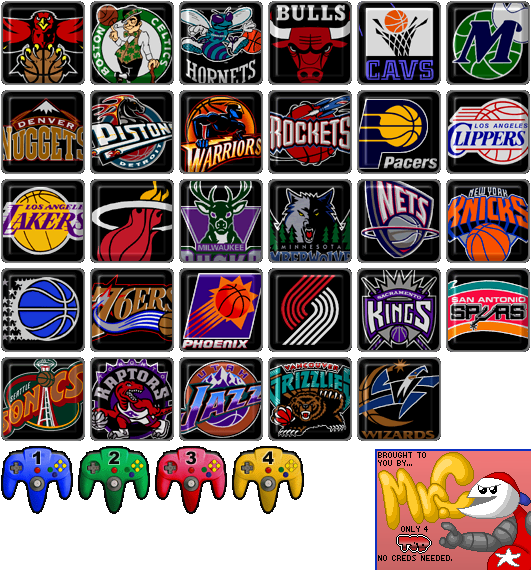 BOSTON CELTICS
HORNETS
BULLS
CAVS
M
DENVER
NUGGETS
PISTONS
DETROIT
WARRIORS
ROCKETS
Pacers
LOS ANGELES
CLIPPERS
LOS ANGELES
LAKERS
MILWAUKEE
BUCKS
MINNESOTA
NETS
NEW YORK
KNICKS
76ERS
PHOENIX
SACRAMENTO
KINGS
SAN ANTONIO
SPURS
SEATTLE
SONICS
RAPTORS
UTAH
JAZZ
VANCOUVER
GRIZZLIES
WIZARDS
1
2
3
4
BROUGHT TO
YOU BY...
Mr. C
ONLY 4
NO CREDS NEEDED.